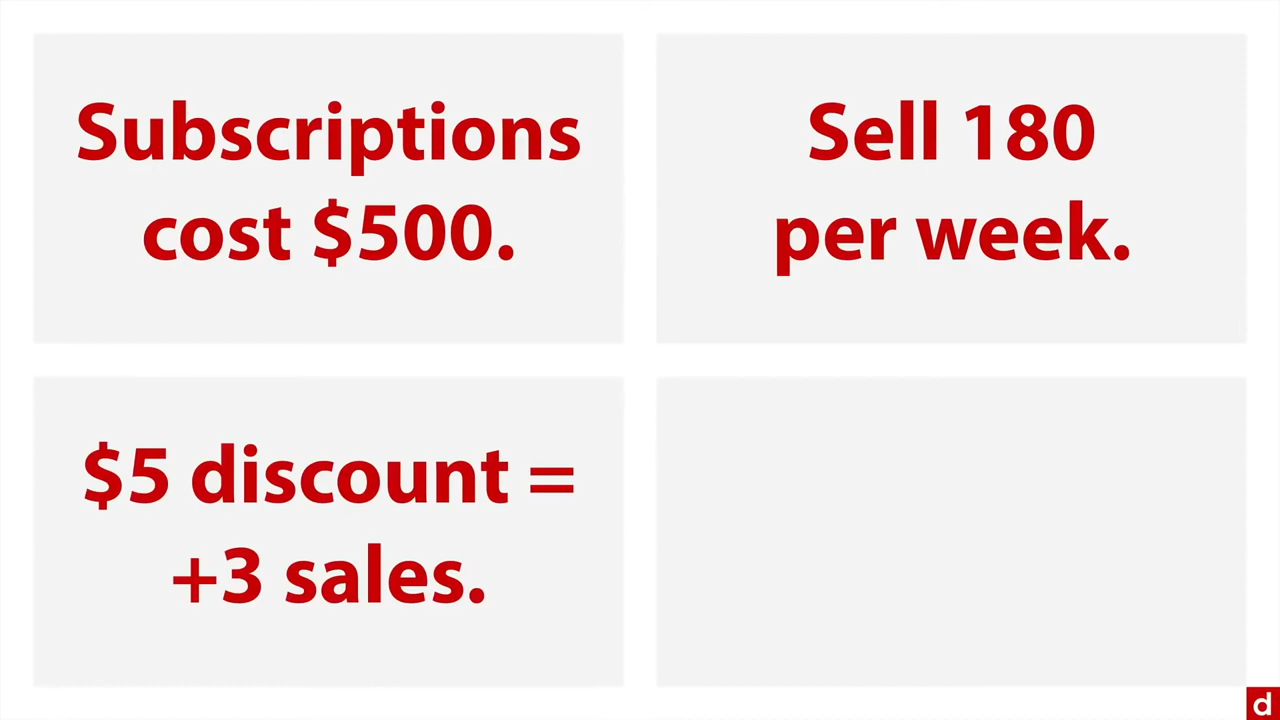 Subscriptions
cost $500.
Sell 180
per week.
$5 discount =
+3 sales.
d